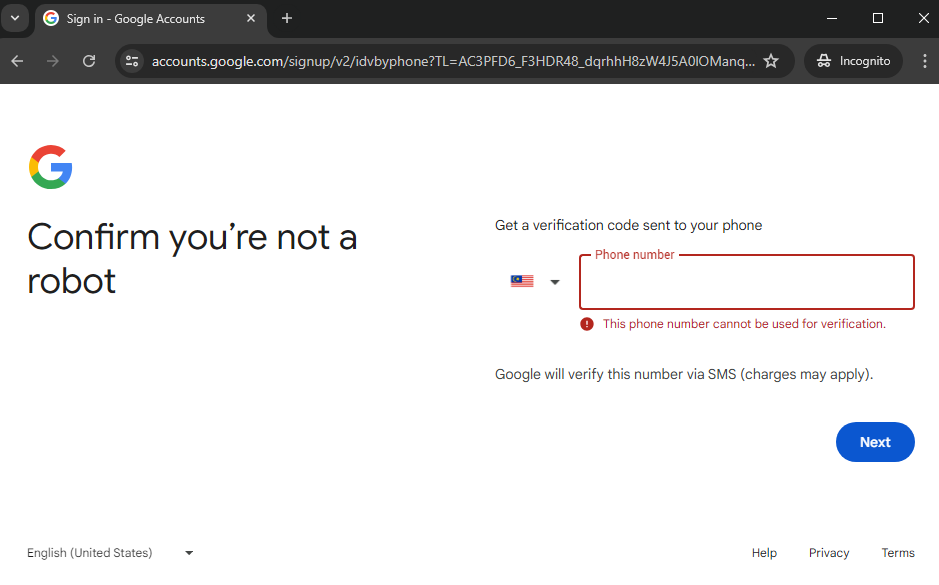 Sign in - Google Accounts
accounts.google.com/signup/v2/idvbyphone?TL=AC3PFD6_F3HDR48_dqrhhH8zW4J5A0lOManq...
Incognito
Confirm you're not a
robot
Get a verification code sent to your phone
Phone number
This phone number cannot be used for verification.
Google will verify this number via SMS (charges may apply).
Next
English (United States)
Help
Privacy
Terms